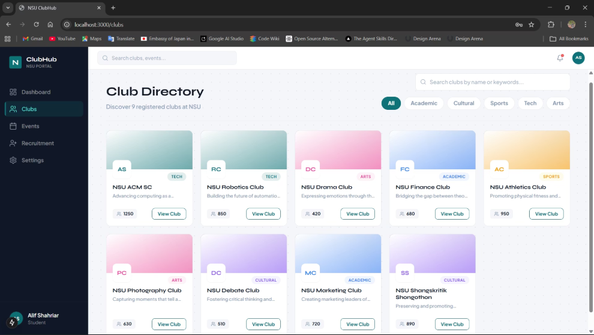 NSU ClubHub
localhost:3000/clubs
Gmail
YouTube
Maps
Translate
Embassy of Japan in...
Google AI Studio
Code Wiki
Open Source Altern...
The Agent Skills Dir...
Design Arena
Design Arena
All Bookmarks
N
ClubHub
NSU PORTAL
Search clubs, events...
AS
Dashboard
Clubs
Events
Recruitment
Settings
Club Directory
Discover 9 registered clubs at NSU
Search clubs by name or keywords...
All
Academic
Cultural
Sports
Tech
Arts
AS
TECH
NSU ACM SC
Advancing computing as a...
1250
View Club
RC
TECH
NSU Robotics Club
Building the future of automation...
850
View Club
DC
ARTS
NSU Drama Club
Expressing emotions through th...
420
View Club
FC
ACADEMIC
NSU Finance Club
Bridging the gap between theo...
680
View Club
AC
SPORTS
NSU Athletics Club
Promoting physical fitness and...
950
View Club
PC
ARTS
NSU Photography Club
Capturing moments that tell a...
630
View Club
DC
CULTURAL
NSU Debate Club
Fostering critical thinking and...
510
View Club
MC
ACADEMIC
NSU Marketing Club
Creating marketing leaders of...
720
View Club
SS
CULTURAL
NSU Shangskritik
Shongothon
Preserving and promoting...
890
View Club
Alif Shahriar
Student